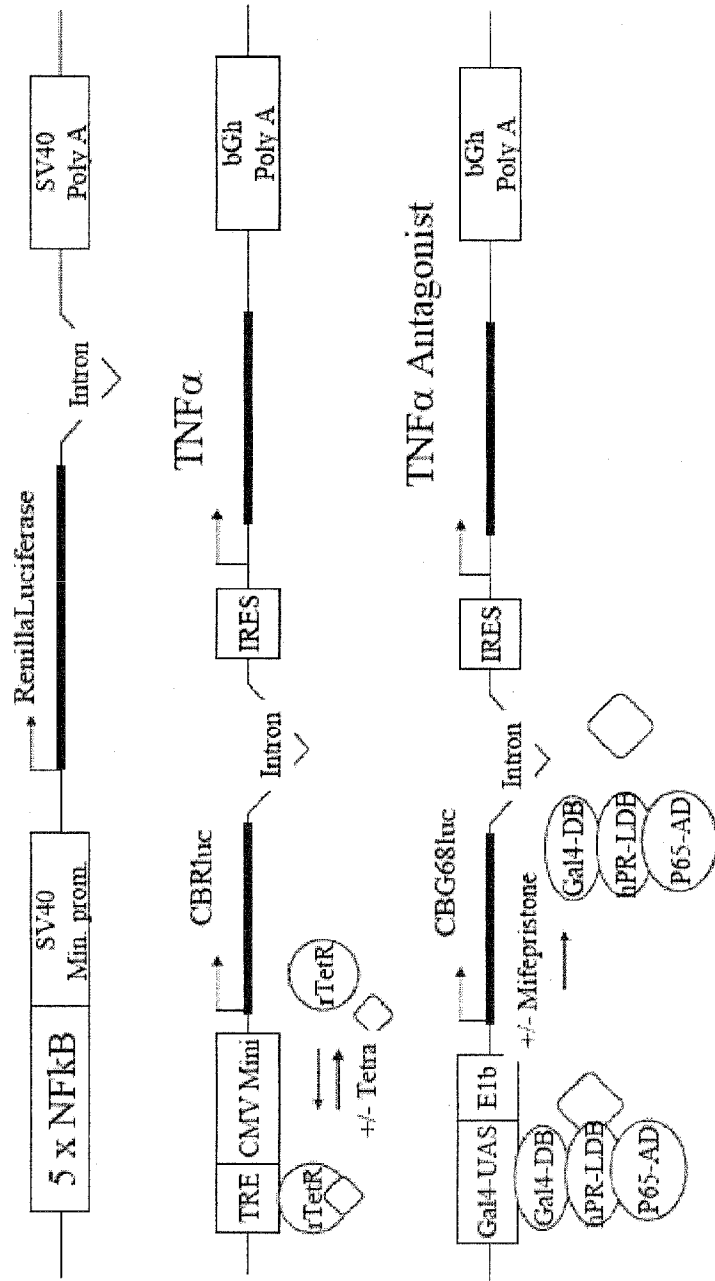 5 x NFkB
SV40
Min. prom.
RenillaLuciferase
Intron
SV40
Poly A
TRE
CMV Mini
CBRluc
Intron
IRES
TNFα
bGh
Poly A
rTetR
+/- Tetra
rTetR
Gal4-UAS
E1b
CBG68luc
Intron
IRES
TNFα Antagonist
bGh
Poly A
+/- Mifepristone
Gal4-DB
hPR-LDB
P65-AD
Gal4-DB
hPR-LDB
P65-AD